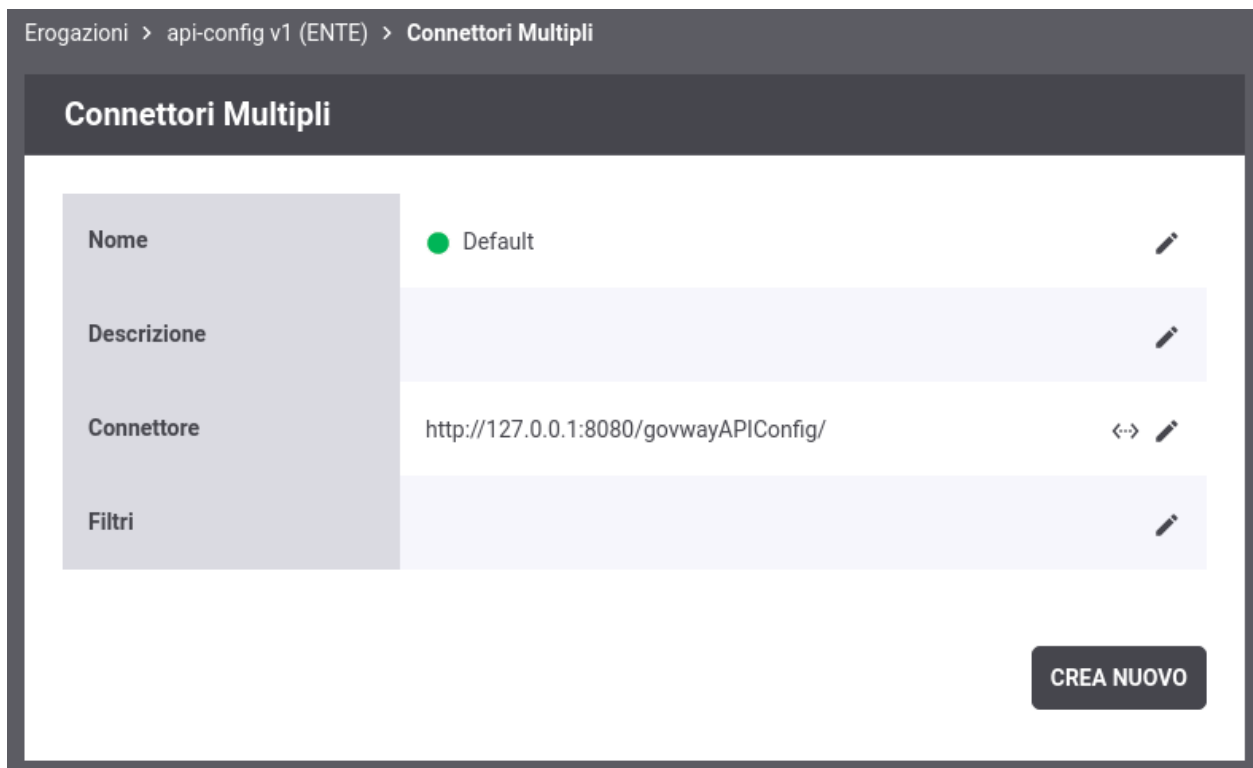 Erogazioni > api-config v1 (ENTE) > Connettori Multipli
Connettori Multipli
Nome Default
Descrizione
Connettore http://127.0.0.1:8080/govwayAPIConfig/
Filtri
CREA NUOVO